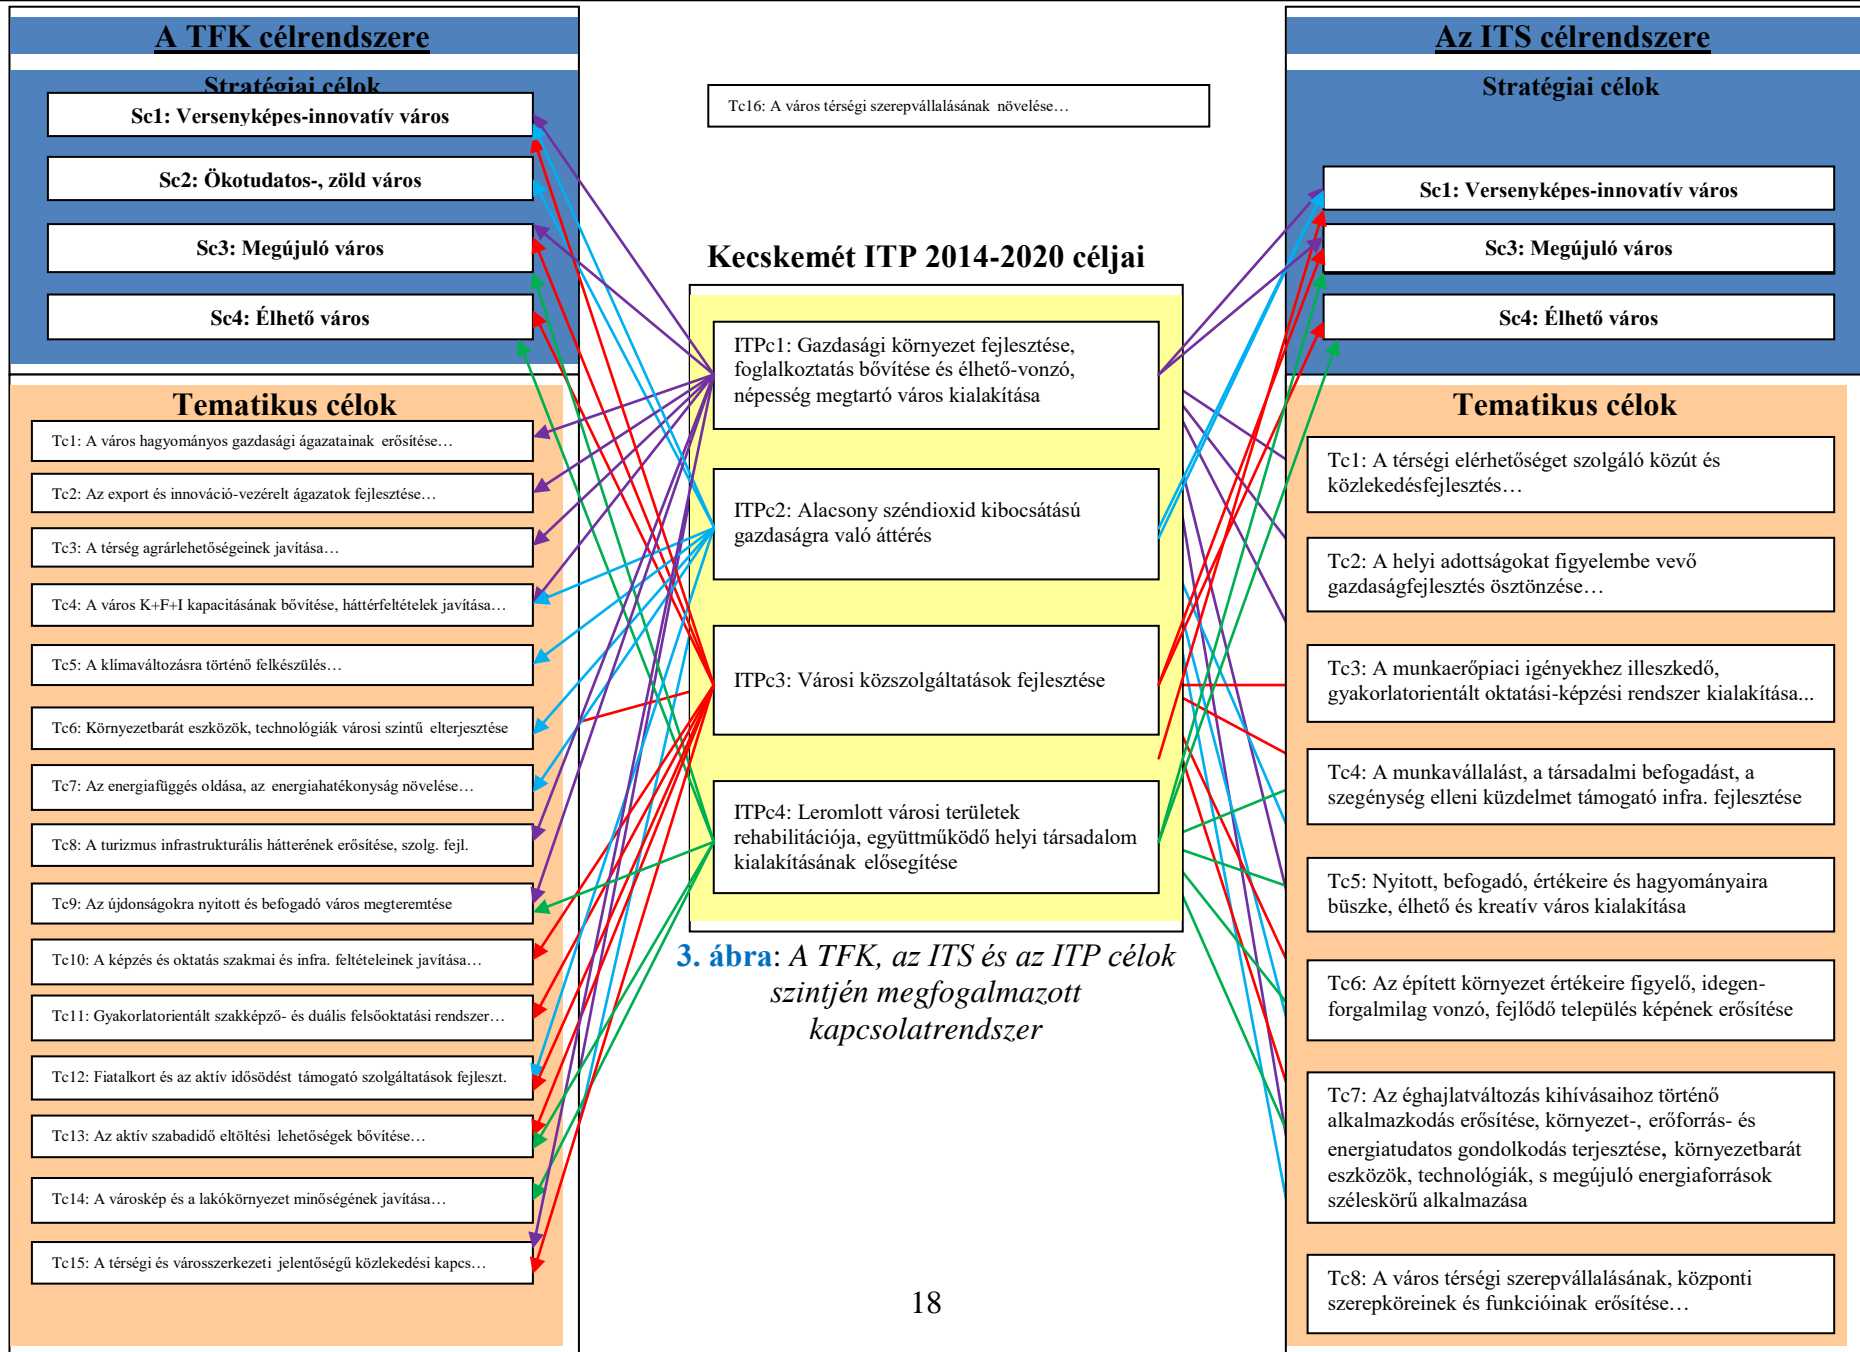 A TFK célrendszere
Stratégiai célok
Sc1: Versenyképes-innovatív város
Sc2: Ökotudatos-, zöld város
Sc3: Megújuló város
Sc4: Élhető város
Tematikus célok
Tc1: A város hagyományos gazdasági ágazatainak erősítése…
Tc2: Az export és innováció-vezérelt ágazatok fejlesztése…
Tc3: A térség agrárlehetőségeinek javítása…
Tc4: A város K+F+I kapacitásának bővítése, háttérfeltételek javítása…
Tc5: A klímaváltozásra történő felkészülés…
Tc6: Környezetbarát eszközök, technológiák városi szintű elterjesztése
Tc7: Az energiafüggés oldása, az energiahatékonyság növelése…
Tc8: A turizmus infrastrukturális hátterének erősítése, szolg. fejl.
Tc9: Az újdonságokra nyitott és befogadó város megteremtése
Tc10: A képzés és oktatás szakmai és infra. feltételeinek javítása…
Tc11: Gyakorlatorientált szakképző- és duális felsőoktatási rendszer…
Tc12: Fiatalkort és az aktív idősödést támogató szolgáltatások fejleszt.
Tc13: Az aktív szabadidő eltöltési lehetőségek bővítése…
Tc14: A városkép és a lakókörnyezet minőségének javítása…
Tc15: A térségi és városszerkezeti jelentőségű közlekedési kapcs…
Tc16: A város térségi szerepvállalásának növelése…
Kecskemét ITP 2014-2020 céljai
ITPc1: Gazdasági környezet fejlesztése,
foglalkoztatás bővítése és élhető-vonzó,
népesség megtartó város kialakítása
ITPc2: Alacsony széndioxid kibocsátású
gazdaságra való áttérés
ITPc3: Városi közszolgáltatások fejlesztése
ITPc4: Leromlott városi területek
rehabilitációja, együttműködő helyi társadalom
kialakításának elősegítése
3. ábra: A TFK, az ITS és az ITP célok
szintjén megfogalmazott
kapcsolatrendszer
Az ITS célrendszere
Stratégiai célok
Sc1: Versenyképes-innovatív város
Sc3: Megújuló város
Sc4: Élhető város
Tematikus célok
Tc1: A térségi elérhetőséget szolgáló közút és
közlekedésfejlesztés…
Tc2: A helyi adottságokat figyelembe vevő
gazdaságfejlesztés ösztönzése…
Tc3: A munkaerőpiaci igényekhez illeszkedő,
gyakorlatorientált oktatási-képzési rendszer kialakítása...
Tc4: A munkavállalást, a társadalmi befogadást, a
szegénység elleni küzdelmet támogató infra. fejlesztése
Tc5: Nyitott, befogadó, értékeire és hagyományaira
büszke, élhető és kreatív város kialakítása
Tc6: Az épített környezet értékeire figyelő, idegen-
forgalmilag vonzó, fejlődő település képének erősítése
Tc7: Az éghajlatváltozás kihívásaihoz történő
alkalmazkodás erősítése, környezet-, erőforrás- és
energiatudatos gondolkodás terjesztése, környezetbarát
eszközök, technológiák, s megújuló energiaforrások
széleskörű alkalmazása
Tc8: A város térségi szerepvállalásának, központi
szerepköreinek és funkcióinak erősítése…
18